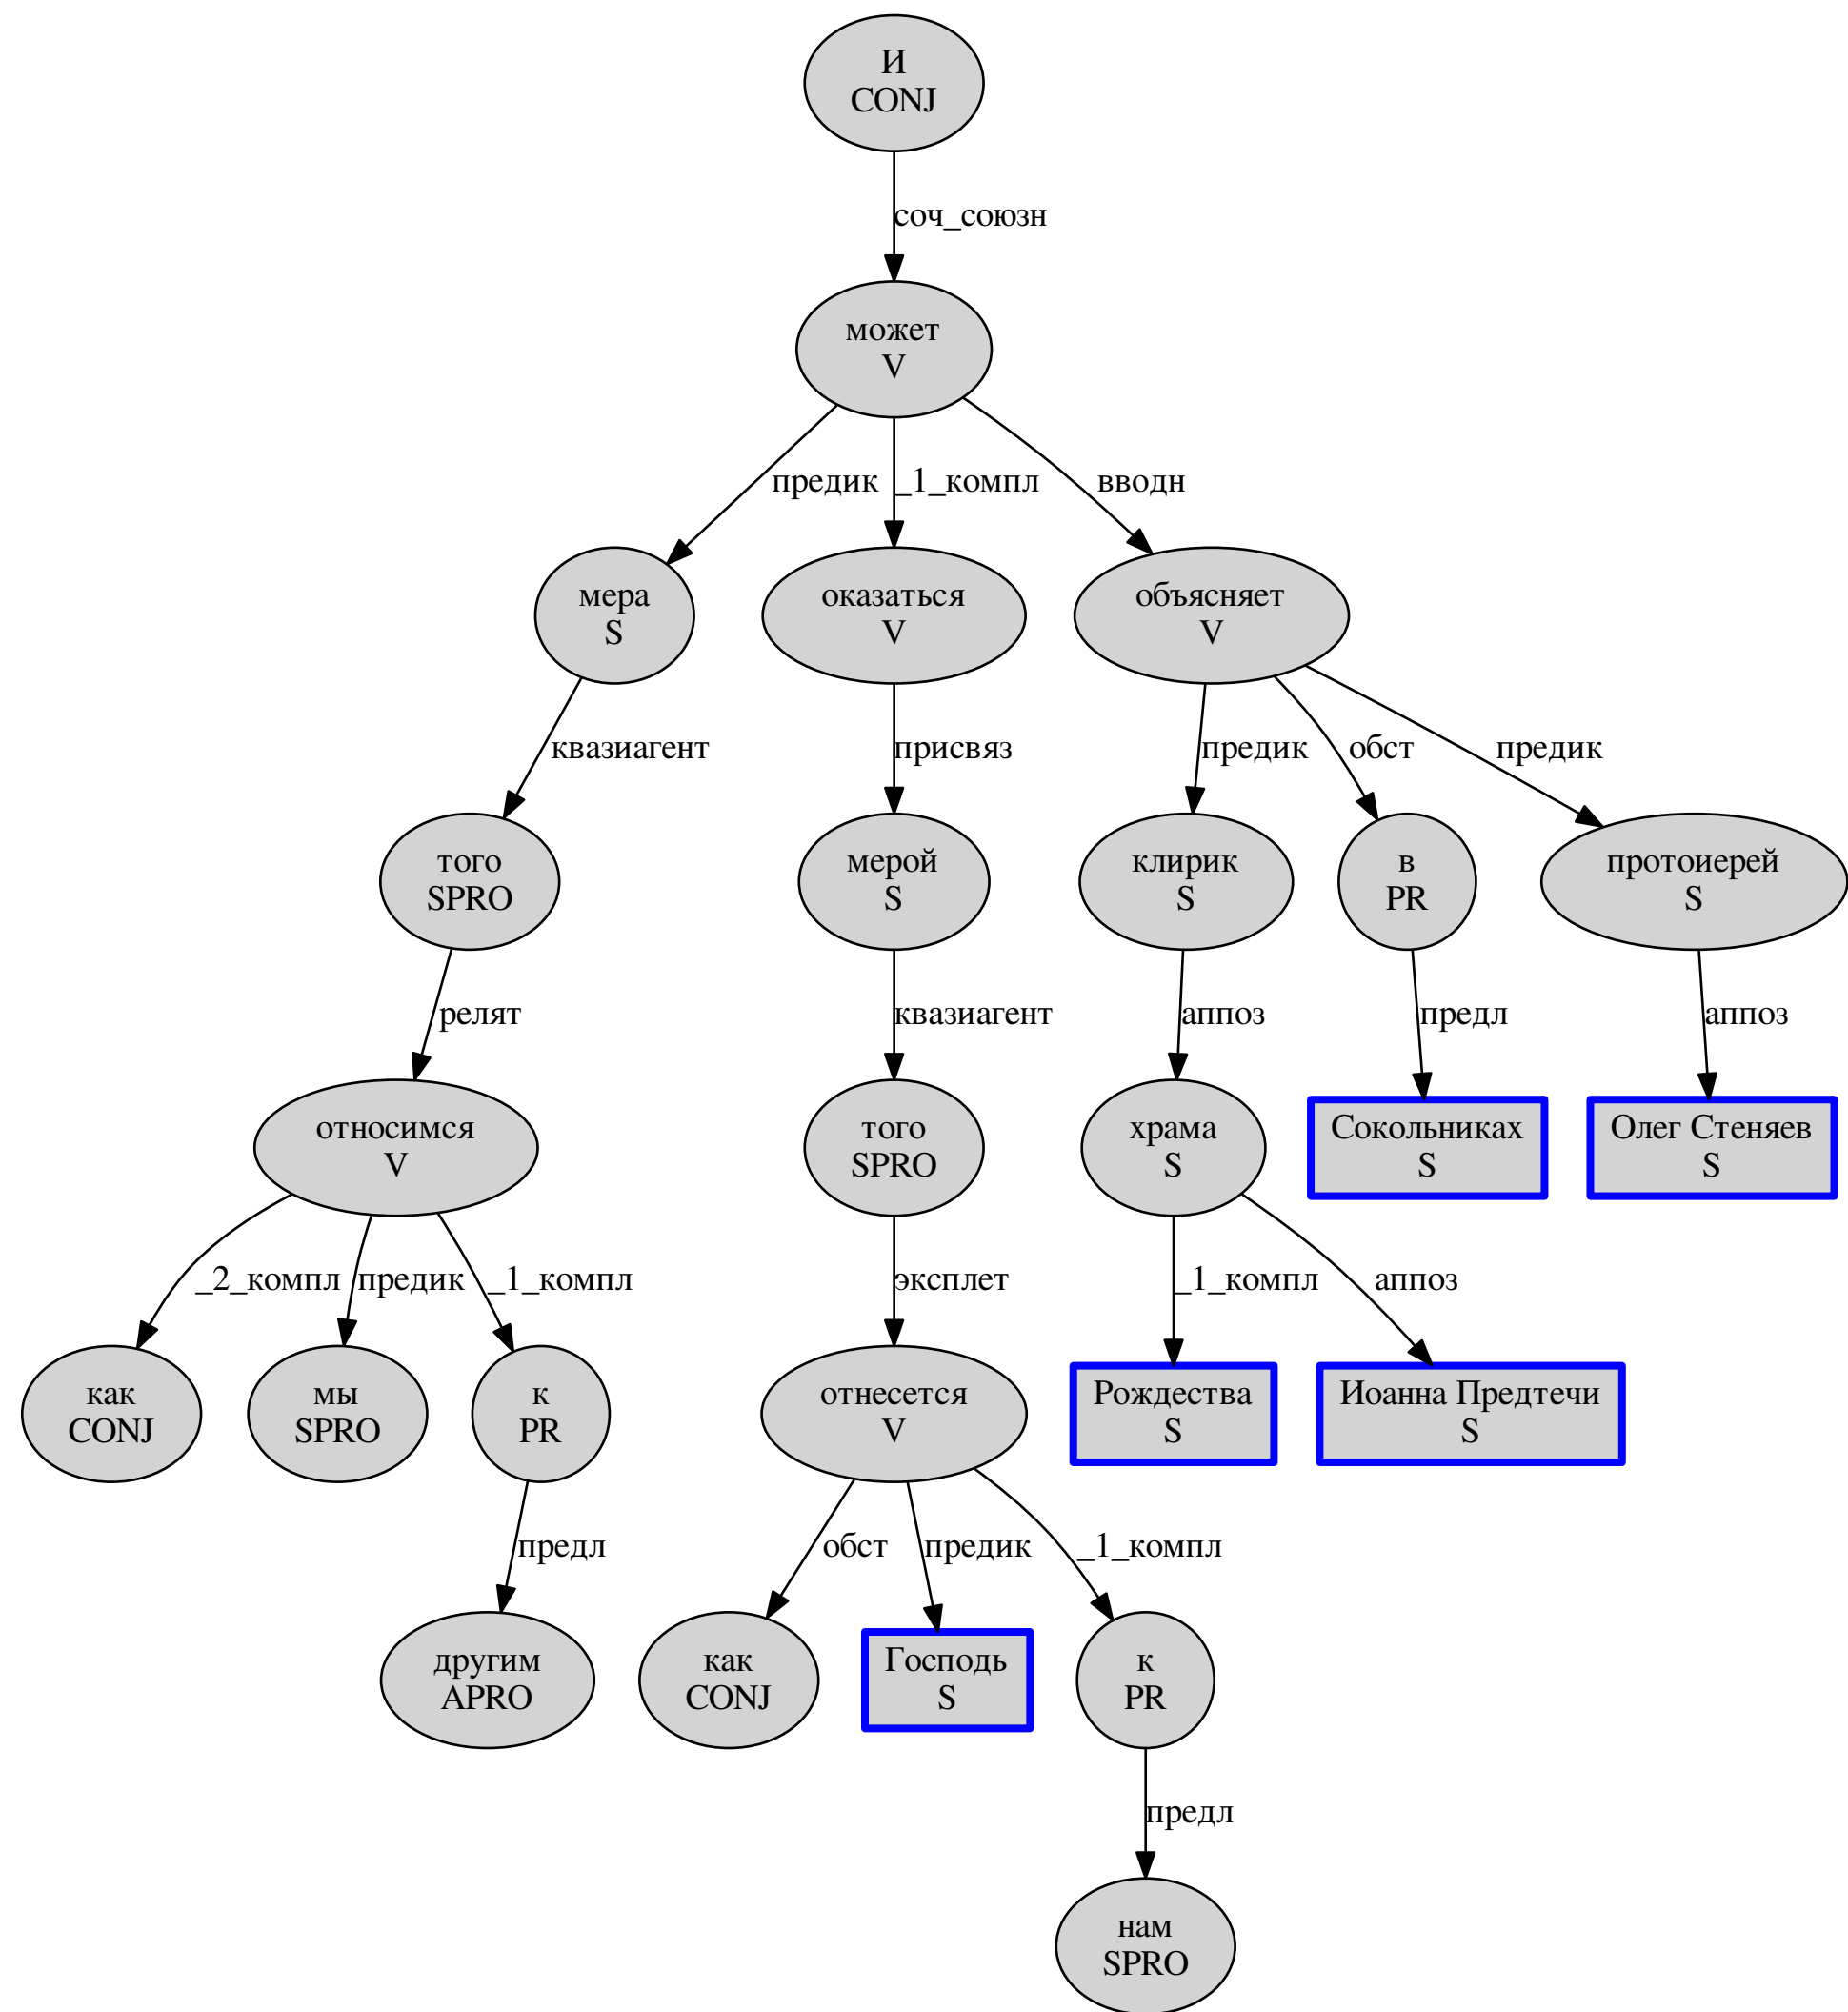 И
CONJ
соч_союзн
может
V
предик
_1_компл
вводн
мера
S
оказаться
V
объясняет
V
квазиагент
присвяз
предик
обст
предик
того
SPRO
мерой
S
клирик
S
в
PR
протоиерей
S
релят
квазиагент
аппоз
предл
аппоз
относимся
V
того
SPRO
храма
S
Сокольниках
S
Олег Стеняев
S
_2_компл
предик
_1_компл
эксплет
_1_компл
аппоз
как
CONJ
мы
SPRO
к
PR
отнесется
V
Рождества
S
Иоанна Предтечи
S
предл
обст
предик
_1_компл
другим
APRO
как
CONJ
Господь
S
к
PR
предл
нам
SPRO